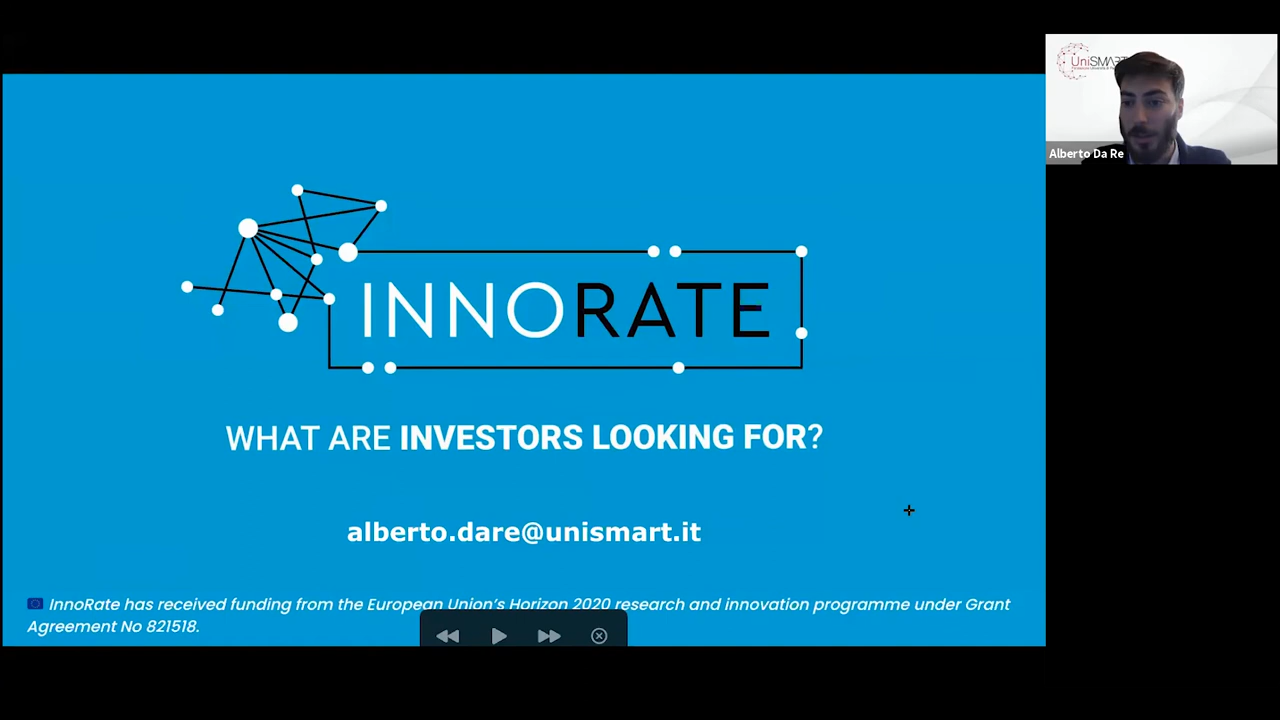 UniSMART
Alberto Da Re
INNORATE
WHAT ARE INVESTORS LOOKING FOR?
alberto.dare@unismart.it
InnoRate has received funding from the European Union’s Horizon 2020 research and innovation programme under Grant
Agreement No 821518.